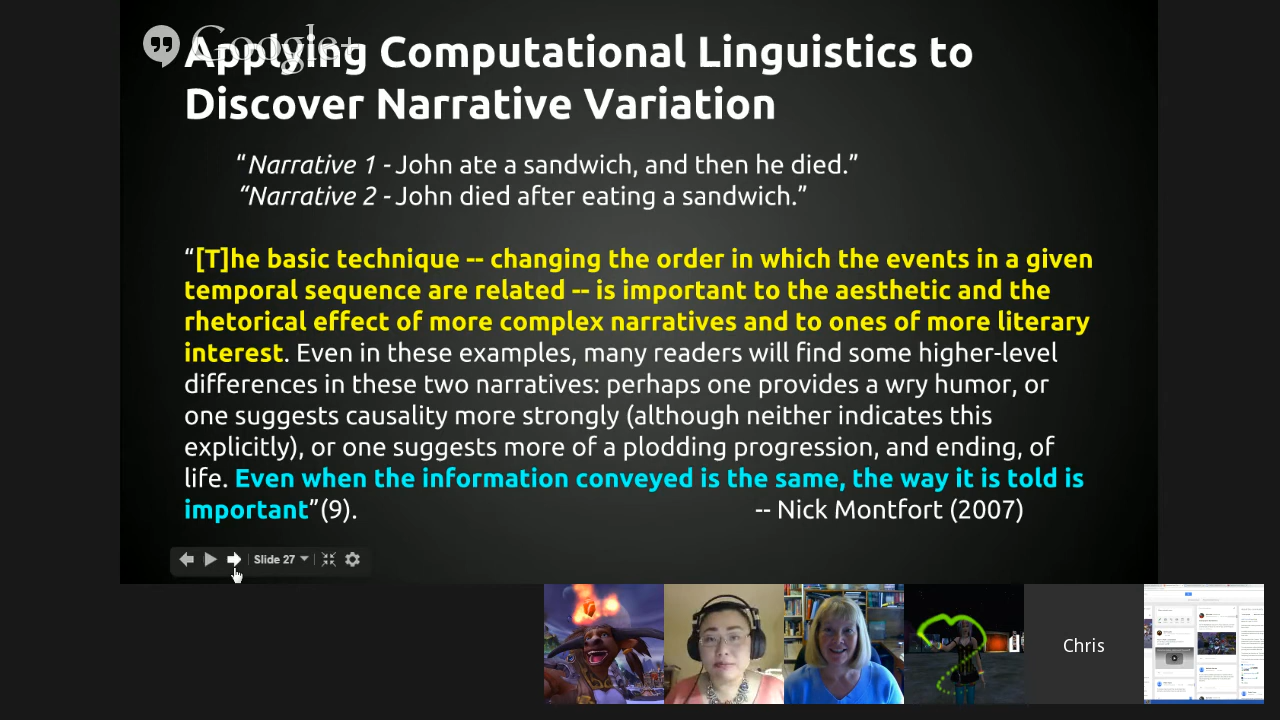 Google+
Applying Computational Linguistics to
Discover Narrative Variation
“Narrative 1 - John ate a sandwich, and then he died.”
“Narrative 2 - John died after eating a sandwich.”
“[T]he basic technique -- changing the order in which the events in a given
temporal sequence are related -- is important to the aesthetic and the
rhetorical effect of more complex narratives and to ones of more literary
interest. Even in these examples, many readers will find some higher-level
differences in these two narratives: perhaps one provides a wry humor, or
one suggests causality more strongly (although neither indicates this
explicitly), or one suggests more of a plodding progression, and ending, of
life. Even when the information conveyed is the same, the way it is told is
important”(9). -- Nick Montfort (2007)
Slide 27
Chris